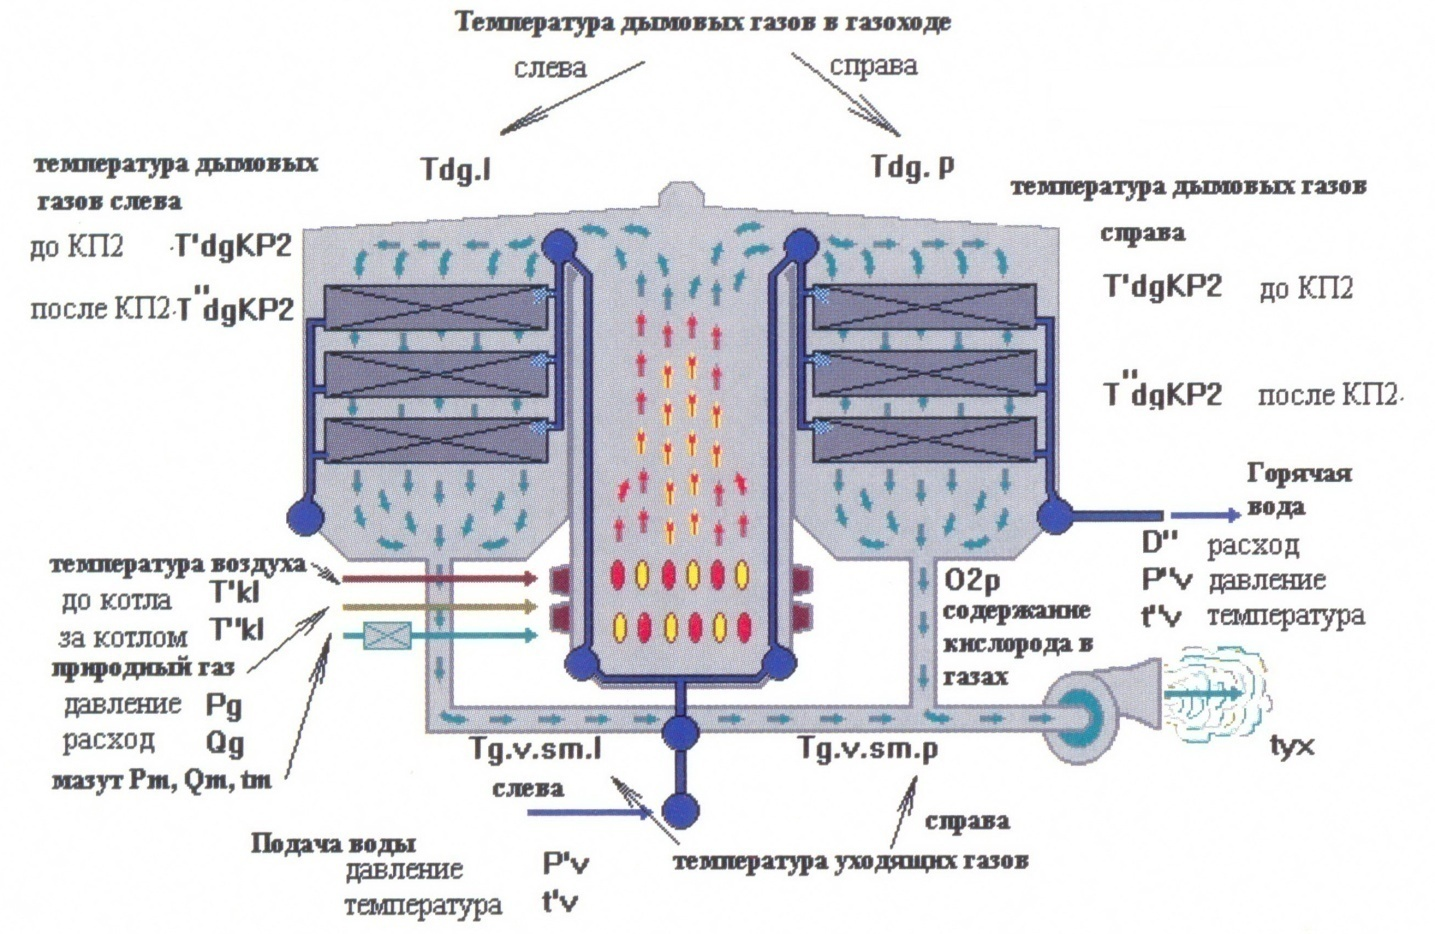 Температура дымовых газов в газоходе
слева
справа
Tdg.l
Tdg. p
температура дымовых
газов слева
до КП2 T'dgKP2
после КП2 T"dgKP2
температура дымовых газов
справа
T'dgKP2 до КП2
T"dgKP2 после КП2
Горячая
вода
D" расход
P"v давление
t'v температура
температура воздуха
до котла T'kl
за котлом T"kl
природный газ
давление Pg
расход Qg
мазут Pm, Qm, tm
O2p
содержание
кислорода в
газах
tyx
Tg.v.sm.l
Tg.v.sm.p
слева
справа
температура уходящих газов
Подача воды
давление P'v
температура t'v